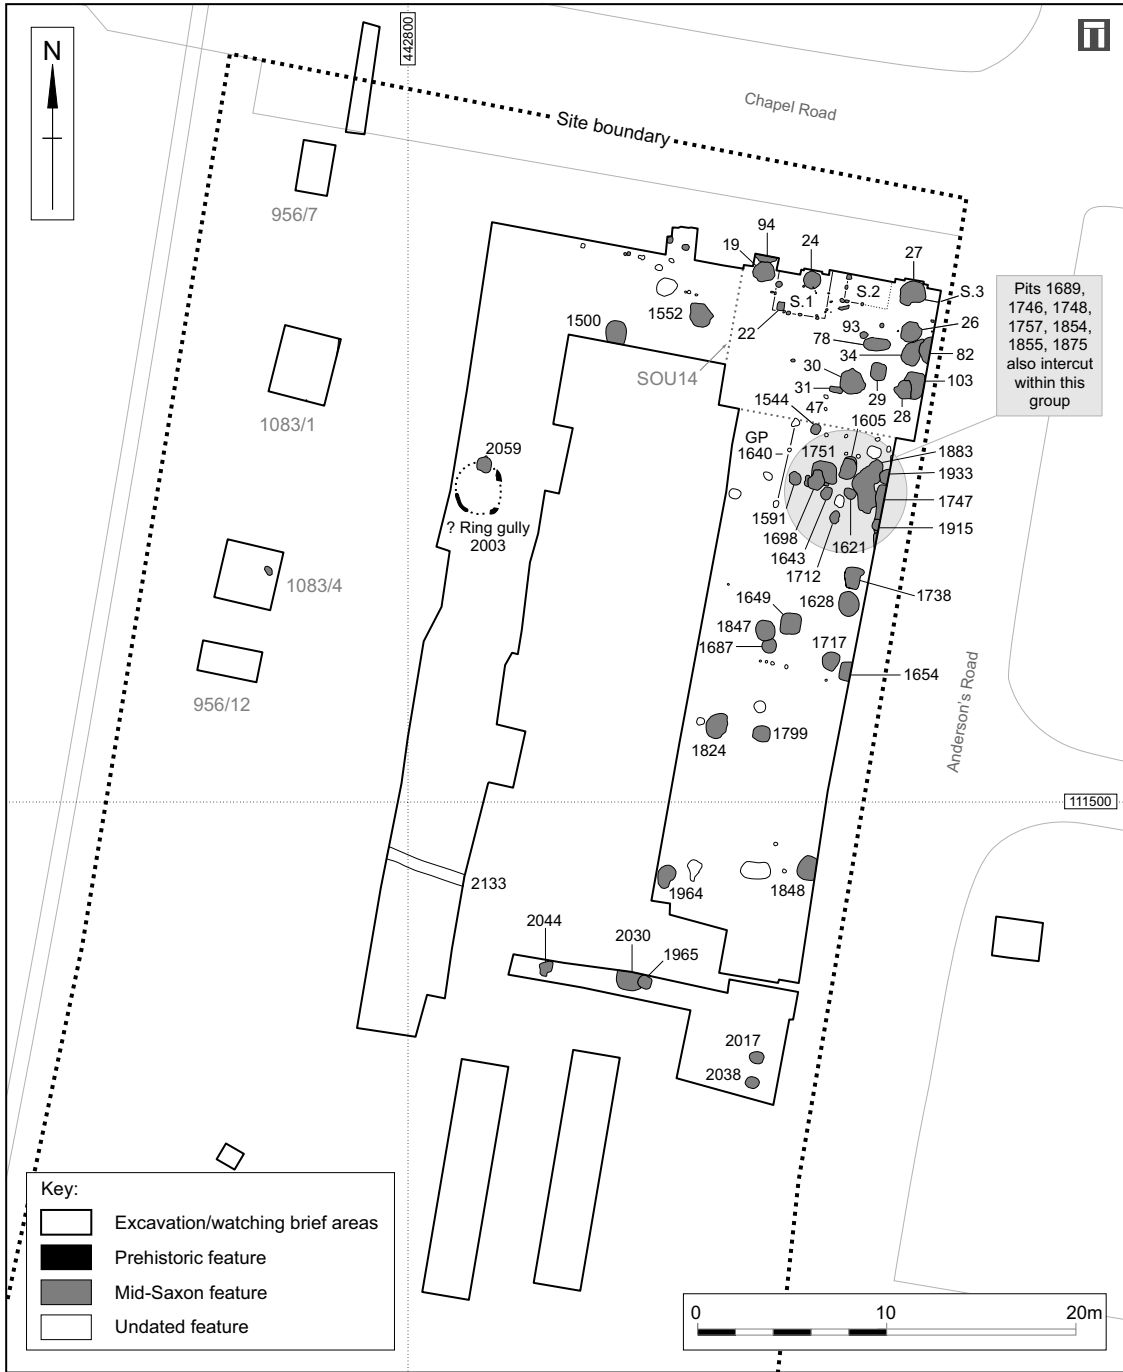 N
442800
Chapel Road
Site boundary
956/7
94
19
24
27
S.1
S.2
S.3
Pits 1689,
1746, 1748,
1757, 1854,
1855, 1875
also intercut
within this
group
1500
1552
22
93
26
78
34
82
SOU14
30
31
29
28
103
47
1544
1605
1083/1
GP
1640
1751
1883
1933
1747
1915
2059
? Ring gully
2003
1591
1698
1643
1712
1621
1083/4
1738
1649
1628
1847
1687
1717
1654
956/12
Anderson's Road
1824
1799
111500
2133
1964
1848
2044
2030
1965
2017
2038
Key:
Excavation/watching brief areas
Prehistoric feature
Mid-Saxon feature
Undated feature
0 10 20m